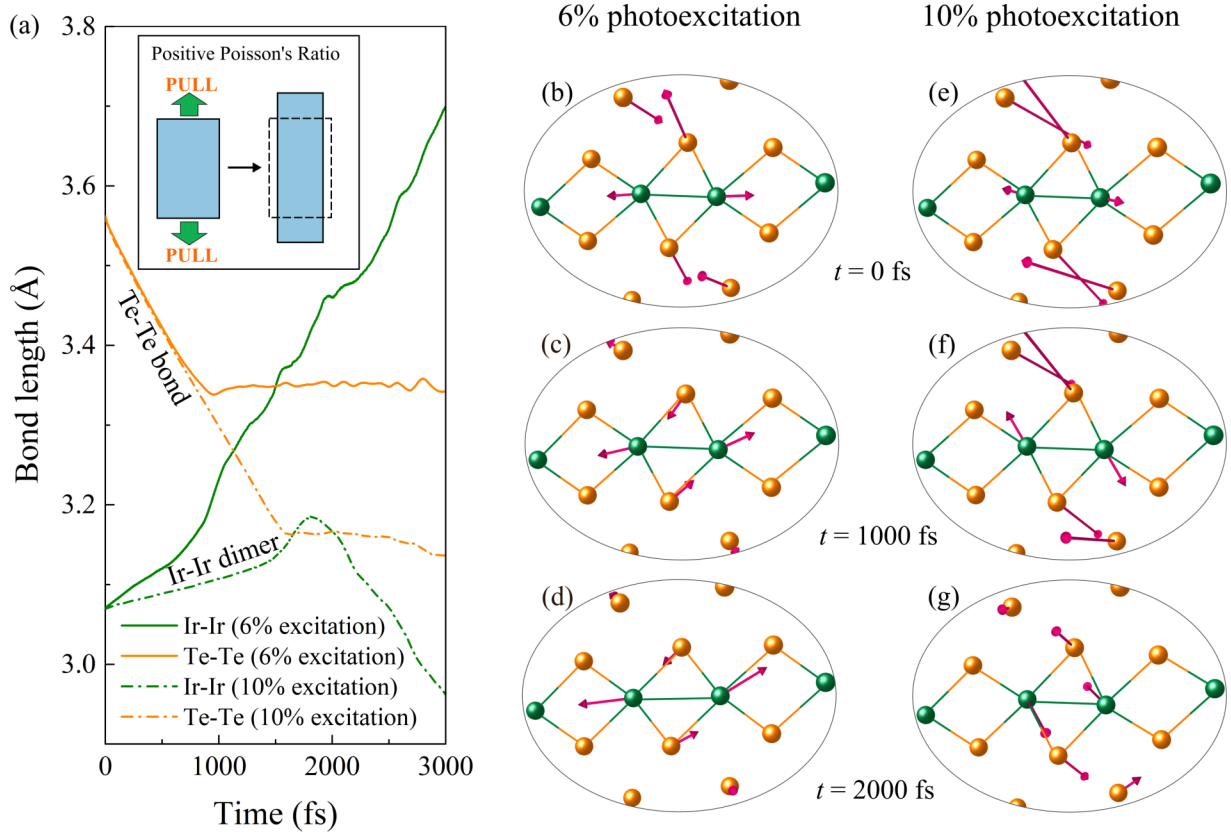 6% photoexcitation
10% photoexcitation
(a)
3.8
3.6
3.4
3.2
3.0
Bond length (Å)
Positive Poisson's Ratio
PULL
PULL
Te-Te bond
Ir-Ir dimer
Ir-Ir (6% excitation)
Te-Te (6% excitation)
Ir-Ir (10% excitation)
Te-Te (10% excitation)
0
1000
2000
3000
Time (fs)
(b)
(e)
t = 0 fs
(c)
(f)
t = 1000 fs
(d)
(g)
t = 2000 fs